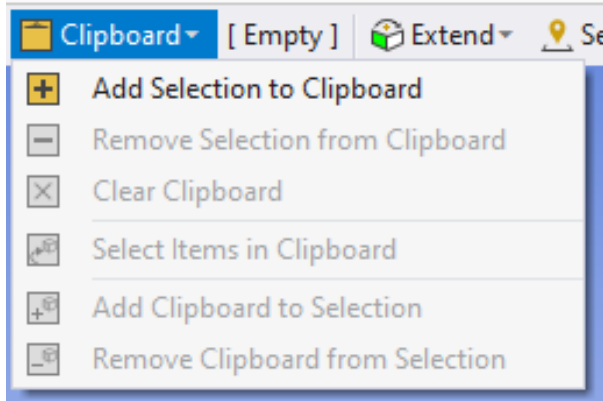 Clipboard [ Empty ] Extend Se
Add Selection to Clipboard
Remove Selection from Clipboard
Clear Clipboard
Select Items in Clipboard
Add Clipboard to Selection
Remove Clipboard from Selection